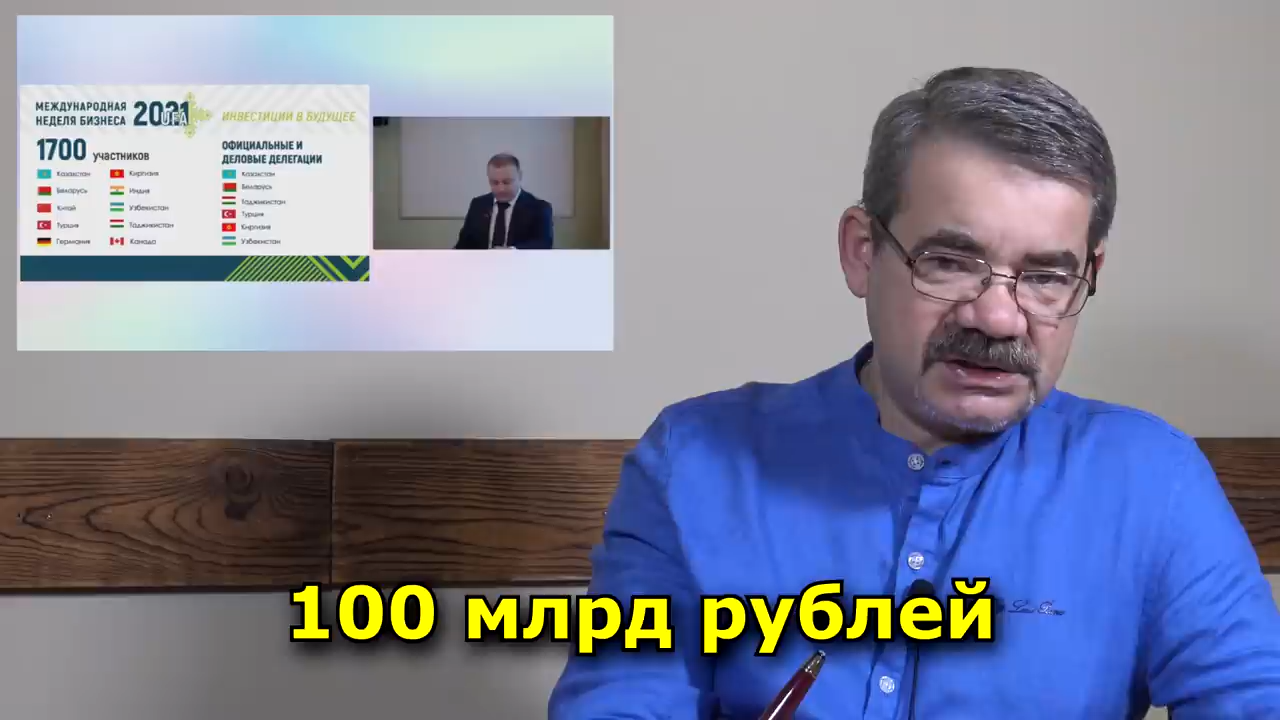 МЕЖДУНАРОДНАЯ
НЕДЕЛЯ БИЗНЕСА
2021
UFA
ИНВЕСТИЦИИ В БУДУЩЕЕ
1700 участников
Казахстан
Беларусь
Китай
Турция
Германия
Киргизия
Индия
Узбекистан
Таджикистан
Канада
ОФИЦИАЛЬНЫЕ И
ДЕЛОВЫЕ ДЕЛЕГАЦИИ
Казахстан
Беларусь
Таджикистан
Турция
Киргизия
Узбекистан
100 млрд рублей